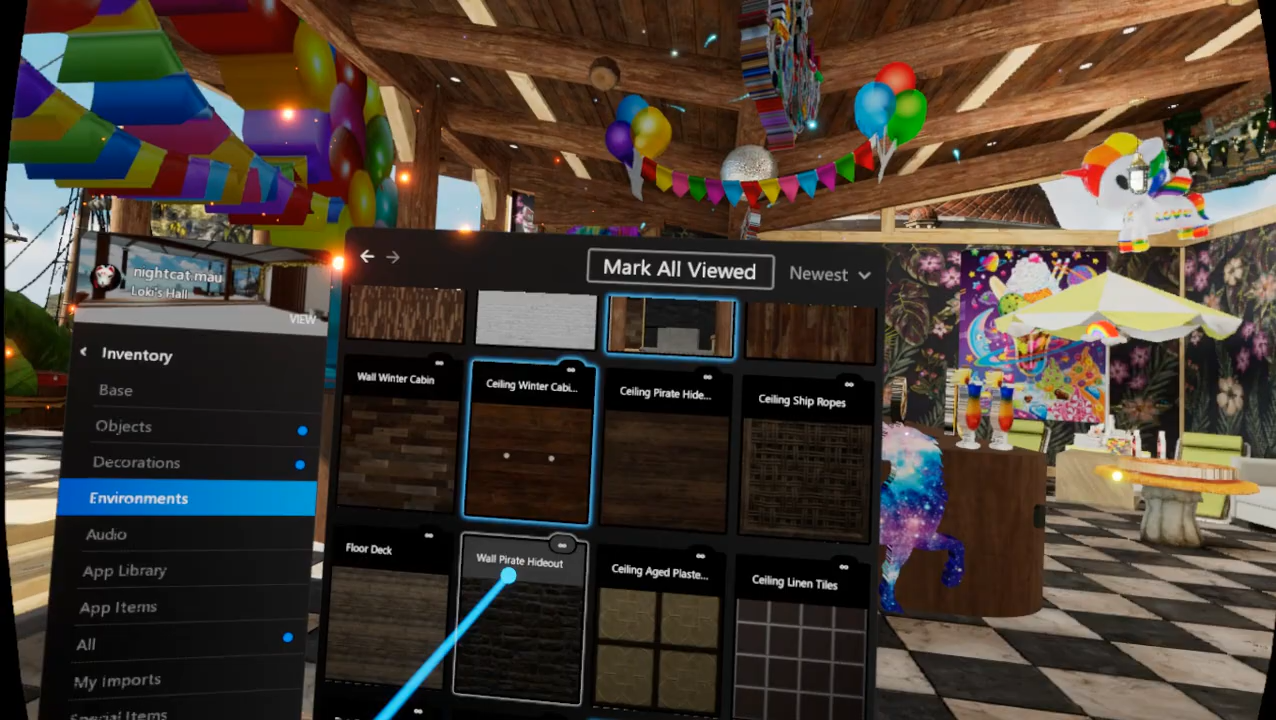 nightcat.mau
Loki's Hall
VIEW
Inventory
Base
Objects
Decorations
Environments
Audio
App Library
App Items
All
My Imports
Special Items
Mark All Viewed
Newest
Wall Winter Cabin
Ceiling Winter Cabi...
Ceiling Pirate Hide...
Ceiling Ship Ropes
Floor Deck
Wall Pirate Hideout
Ceiling Aged Plaste...
Ceiling Linen Tiles